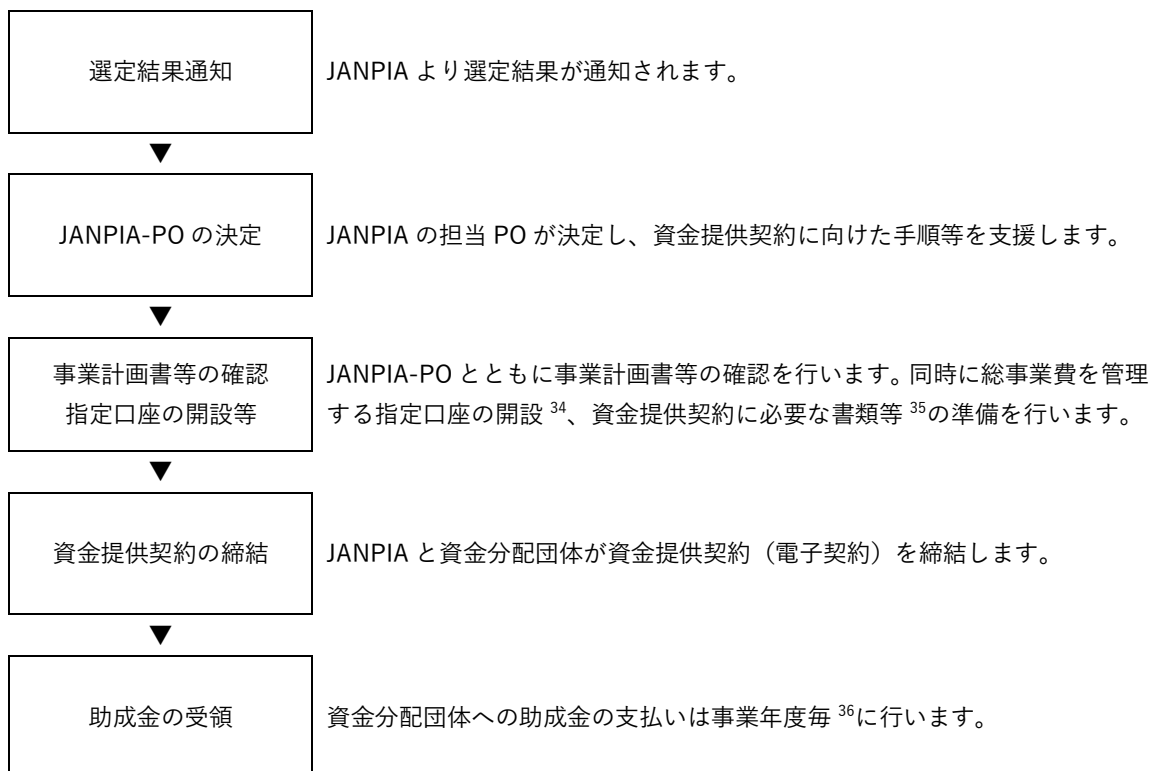 選定結果通知
JANPIA より選定結果が通知されます。
▼
JANPIA-PO の決定
JANPIA の担当 PO が決定し、資金提供契約に向けた手順等を支援します。
▼
事業計画書等の確認
指定口座の開設等
JANPIA-PO とともに事業計画書等の確認を行います。同時に総事業費を管理
する指定口座の開設 34、資金提供契約に必要な書類等 35の準備を行います。
▼
資金提供契約の締結
JANPIA と資金分配団体が資金提供契約（電子契約）を締結します。
▼
助成金の受領
資金分配団体への助成金の支払いは事業年度毎 36に行います。